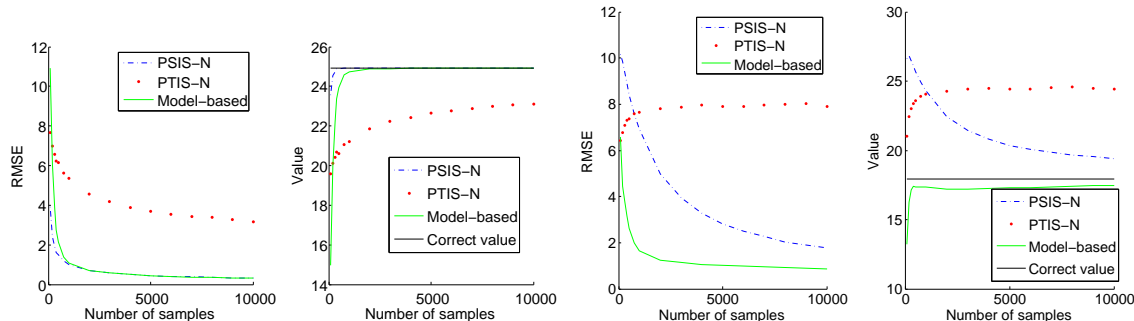 12
10
8
6
4
2
0
0
5000
10000
RMSE
Number of samples
PSIS-N
PTIS-N
Model-based
26
24
22
20
18
16
14
0
5000
10000
Value
Number of samples
PSIS-N
PTIS-N
Model-based
Correct value
12
10
8
6
4
2
0
0
5000
10000
RMSE
Number of samples
PSIS-N
PTIS-N
Model-based
30
25
20
15
10
0
5000
10000
Value
Number of samples
PSIS-N
PTIS-N
Model-based
Correct value